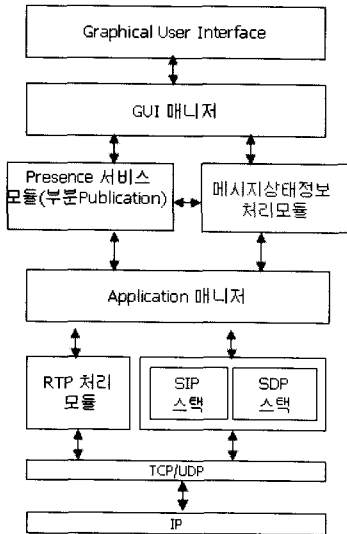 Graphical User Interface
GUI 매니저
Presence 서비스
모듈(부분Publication)
메시지상태정보
처리모듈
Application 매니저
RTP 처리
모듈
SIP
스택
SDP
스택
TCP/UDP
IP